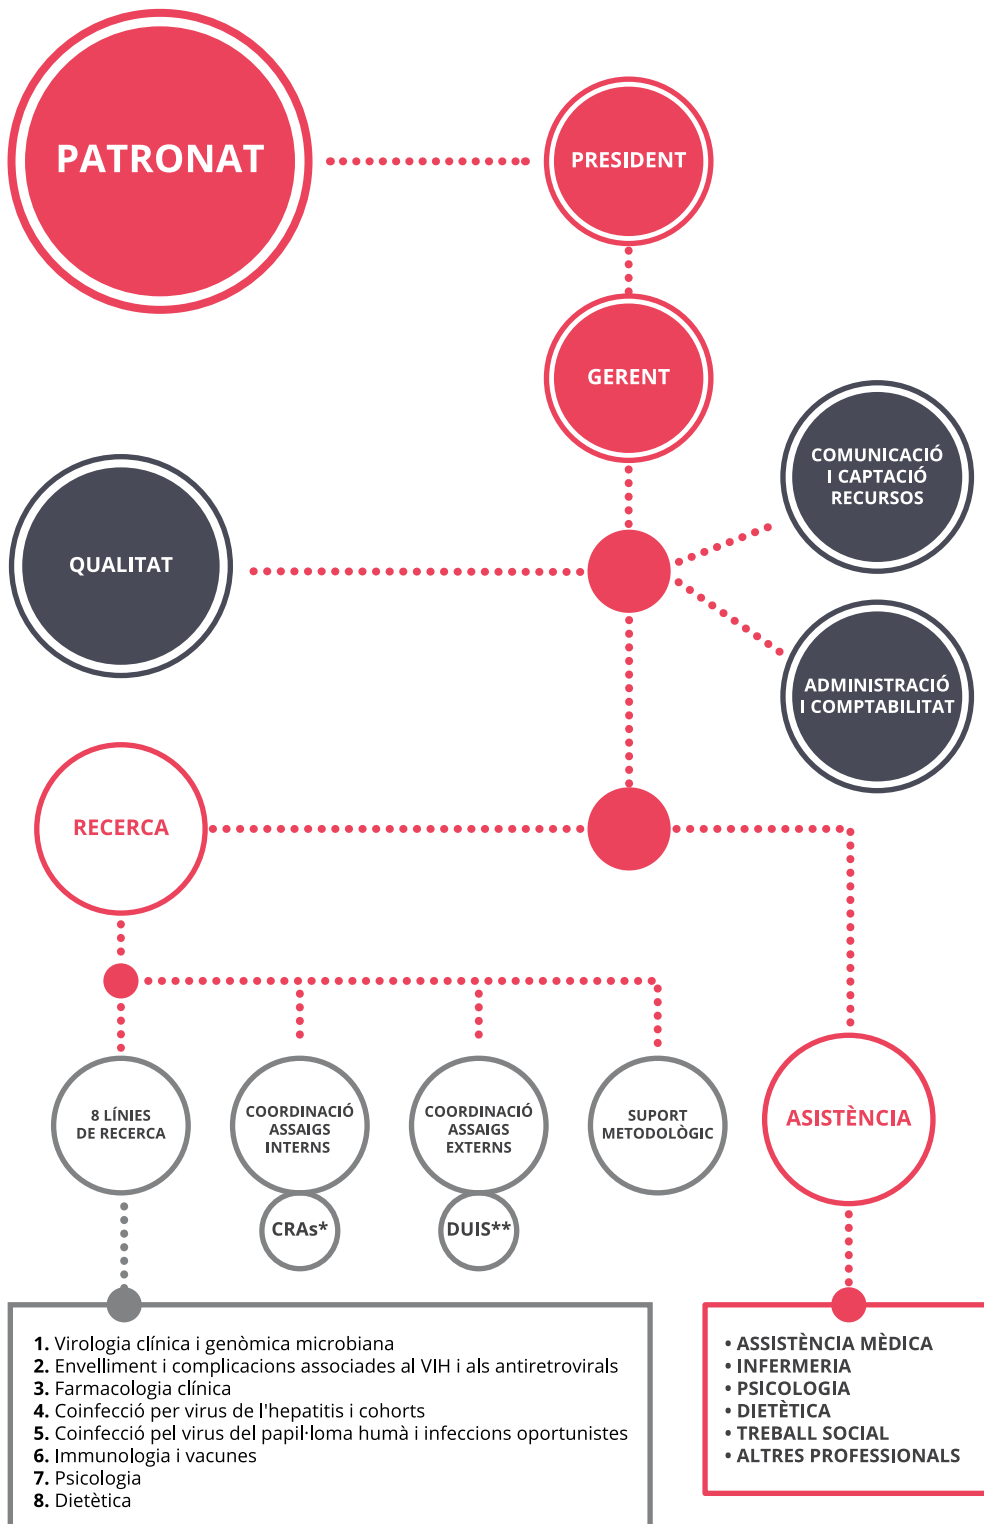 PATRONAT
PRESIDENT
GERENT
COMUNICACIÓ
I CAPTACIÓ
RECURSOS
QUALITAT
ADMINISTRACIÓ
I COMPTABILITAT
RECERCA
8 LÍNIES
DE RECERCA
COORDINACIÓ
ASSAIGS
INTERNS
COORDINACIÓ
ASSAIGS
EXTERNS
SUPORT
METODOLÒGIC
ASISTÈNCIA
CRAs*
DUIS**
1. Virologia clínica i genòmica microbiana
2. Envelliment i complicacions associades al VIH i als antiretrovirals
3. Farmacologia clínica
4. Coinfecció per virus de l'hepatitis i cohorts
5. Coinfecció pel virus del papil·loma humà i infeccions oportunistes
6. Immunologia i vacunes
7. Psicologia
8. Dietètica
• ASSISTÈNCIA MÈDICA
• INFERMERIA
• PSICOLOGIA
• DIETÈTICA
• TREBALL SOCIAL
• ALTRES PROFESSIONALS